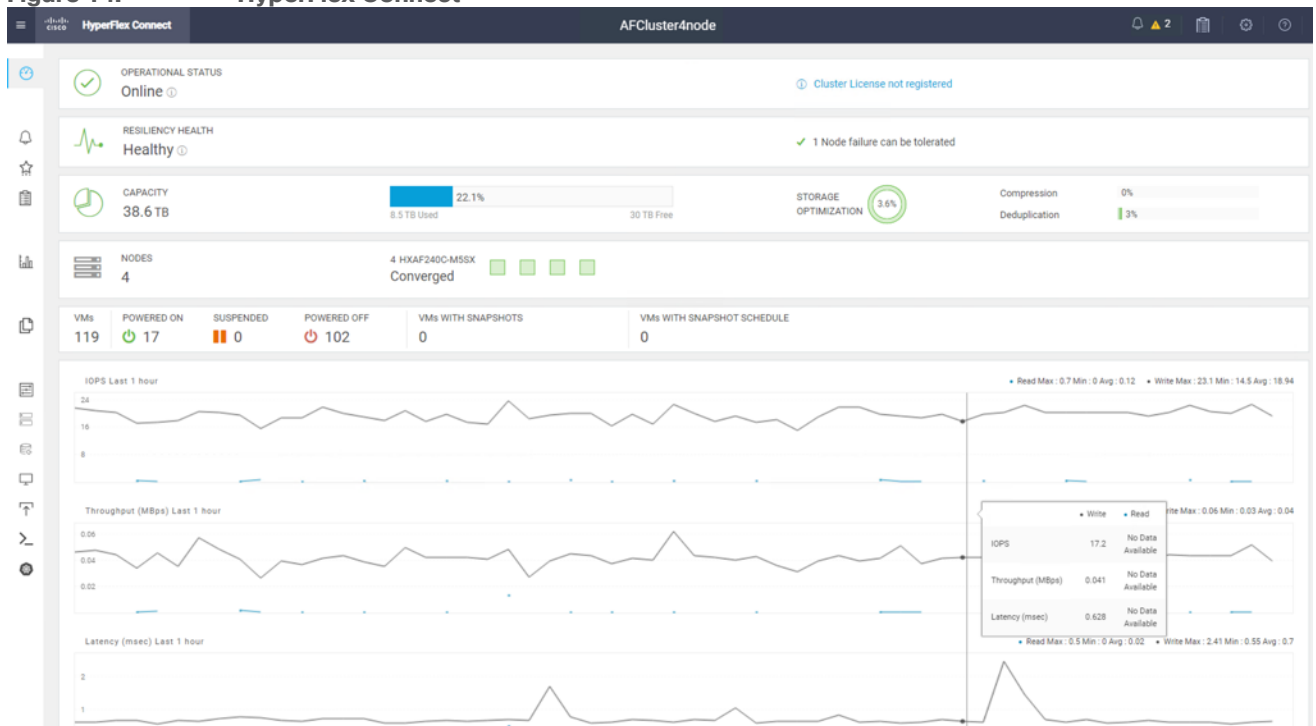 HyperFlex Connect AFCluster4node 2
OPERATIONAL STATUS
Online Cluster License not registered
RESILIENCY HEALTH
Healthy 1 Node failure can be tolerated
CAPACITY
38.6 TB
22.1%
8.5 TB Used 30 TB Free
STORAGE
OPTIMIZATION
3.6%
Compression 0%
Deduplication 3%
NODES
4
4 HXAF240C-M5SX
Converged
VMs POWERED ON SUSPENDED POWERED OFF VMs WITH SNAPSHOTS VMs WITH SNAPSHOT SCHEDULE
119 17 0 102 0 0
IOPS Last 1 hour Read Max : 0.7 Min : 0 Avg : 0.12 Write Max : 23.1 Min : 14.5 Avg : 18.94
24
16
8
Throughput (MBps) Last 1 hour rite Max : 0.06 Min : 0.03 Avg : 0.04
0.06
0.04
0.02
Write Read
IOPS 17.2 No Data Available
Throughput (MBps) 0.041 No Data Available
Latency (msec) 0.628 No Data Available
Latency (msec) Last 1 hour Read Max : 0.5 Min : 0 Avg : 0.02 Write Max : 2.41 Min : 0.55 Avg : 0.7
2
1